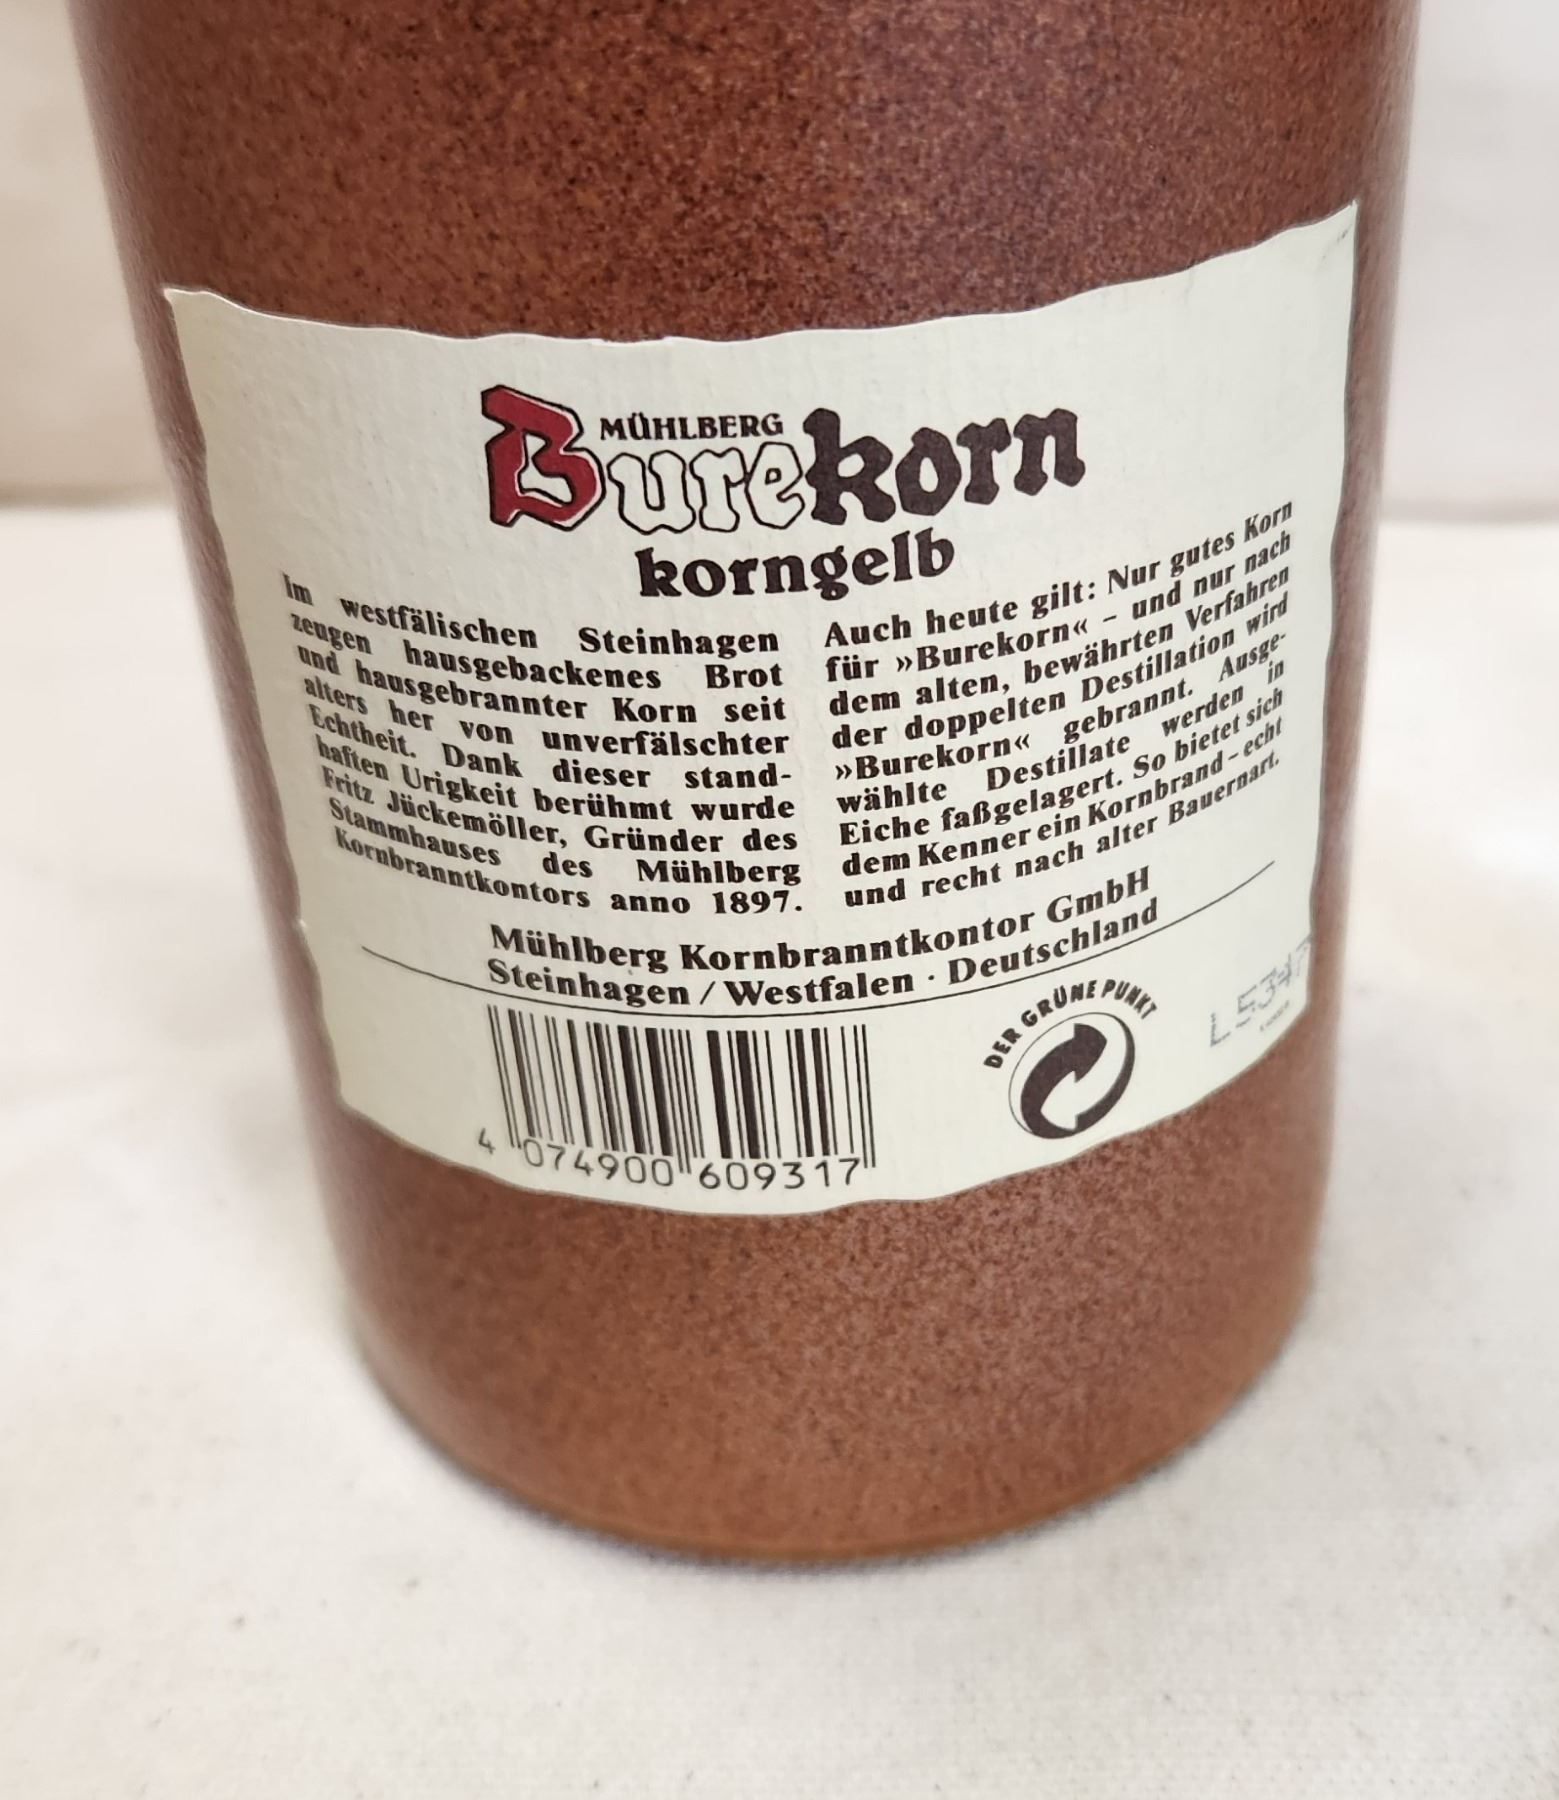 MÜHLBERG
Burekorn
korngelb
Im westfälischen Steinhagen
zeugen hausgebackenes Brot
und hausgebrannter Korn seit
alters her von unverfälschter
Echtheit. Dank dieser stand-
haften Urigkeit berühmt wurde
Fritz Jückemöller, Gründer des
Stammhauses des Mühlberg
Kornbranntkontors anno 1897.
Auch heute gilt: Nur gutes Korn
für »Burekorn« – und nur nach
dem alten, bewährten Verfahren
der doppelten Destillation wird
»Burekorn« gebrannt. Ausge-
wählte Destillate werden in
Eiche faßgelagert. So bietet sich
dem Kenner ein Kornbrand – echt
und recht nach alter Bauernart.
Mühlberg Kornbranntkontor GmbH
Steinhagen / Westfalen · Deutschland
DER GRÜNE PUNKT
4 074900 609317